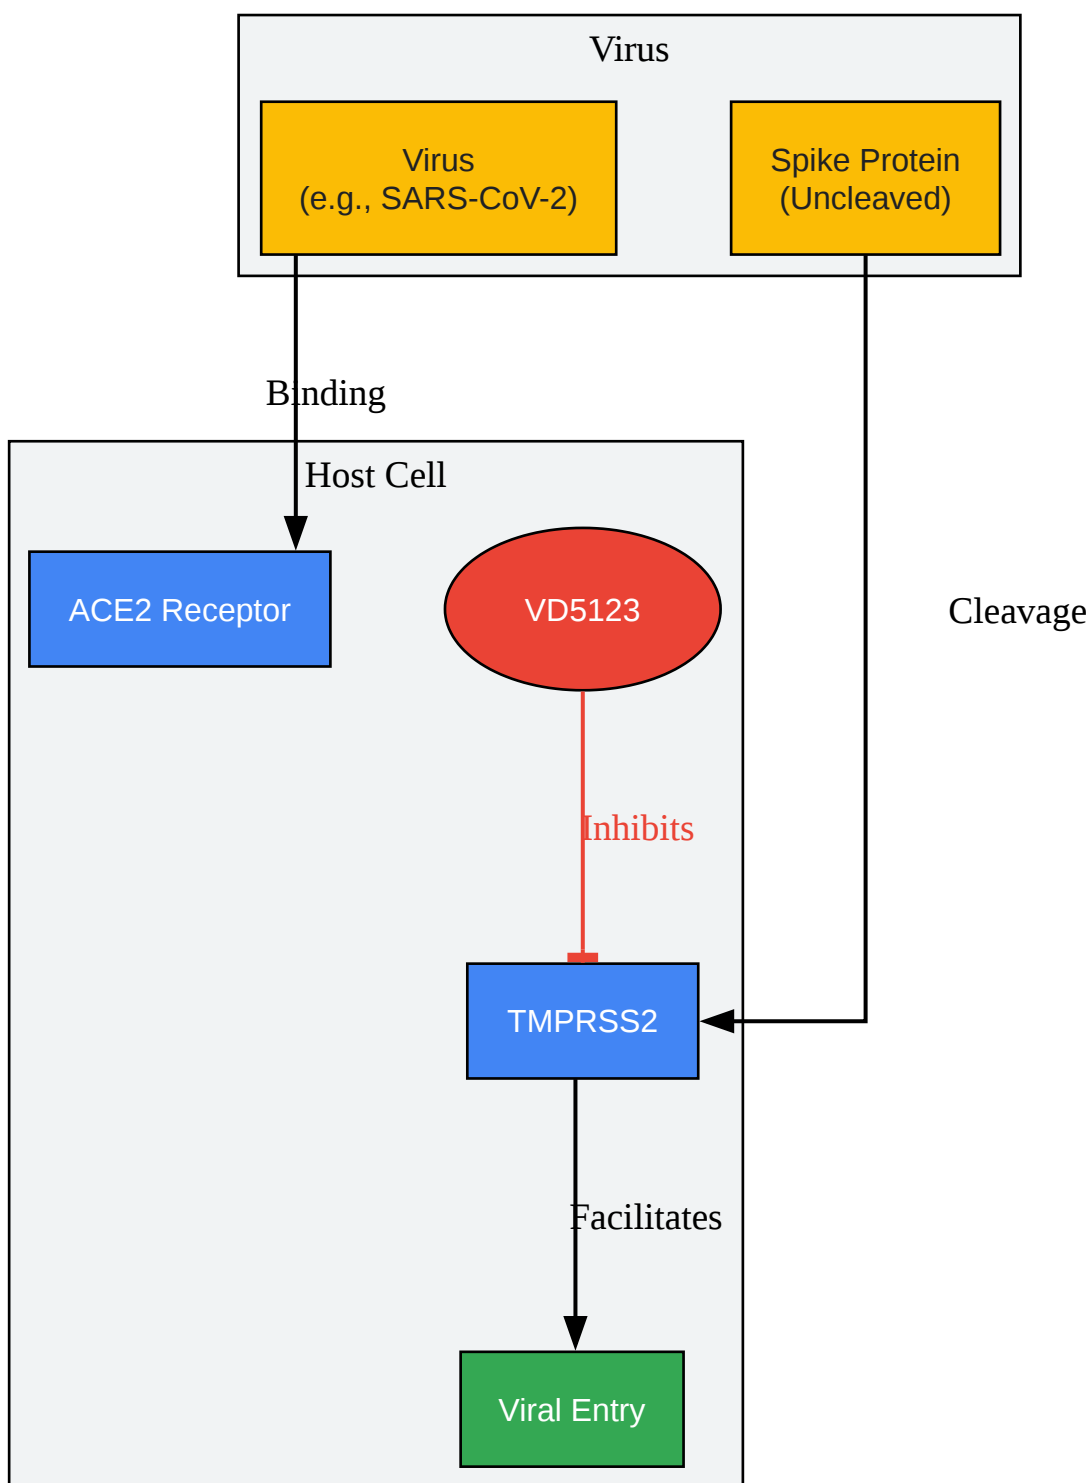 Virus
Virus
(e.g., SARS-CoV-2)
Spike Protein
(Uncleaved)
Binding
Host Cell
ACE2 Receptor
VD5123
Cleavage
Inhibits
TMPRSS2
Facilitates
Viral Entry